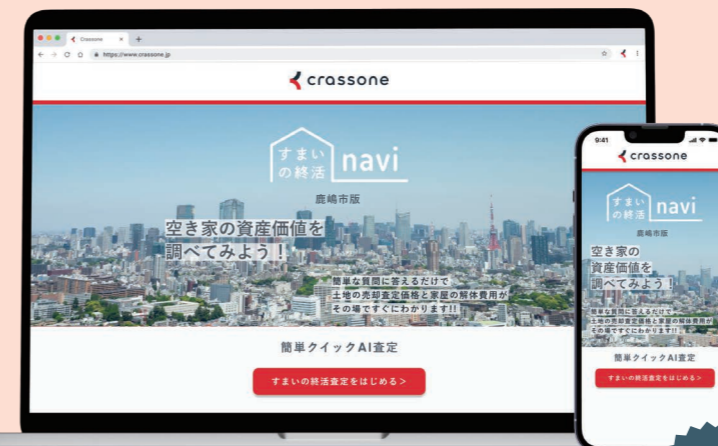 Crassone
https://www.crassone.jp
crassone
すまい
の終活
navi
鹿嶋市版
空き家の資産価値を
調べてみよう！
簡単な質問に答えるだけで
土地の売却査定価格と家屋の解体費用が
その場ですぐにわかります!!
簡単クイックAI査定
すまいの終活査定をはじめる＞
9:41
crassone
すまい
の終活
navi
鹿嶋市版
空き家の
資産価値を
調べてみよう！
簡単な質問に答えるだけで
土地の売却査定価格と家屋の解体費用が
その場ですぐにわかります!!
簡単クイックAI査定
すまいの終活査定をはじめる＞